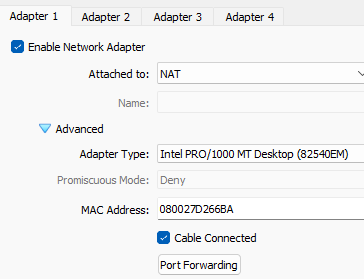 Adapter 1 Adapter 2 Adapter 3 Adapter 4
Enable Network Adapter
Attached to: NAT
Name:
Advanced
Adapter Type: Intel PRO/1000 MT Desktop (82540EM)
Promiscuous Mode: Deny
MAC Address: 080027D266BA
Cable Connected
Port Forwarding